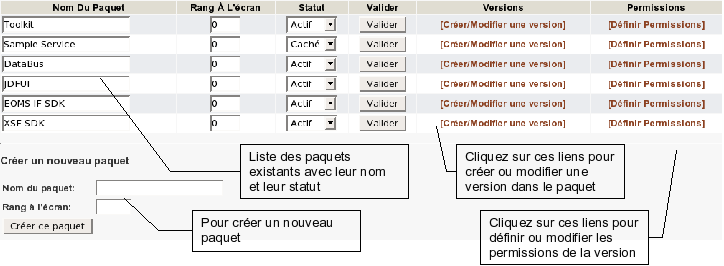 Nom Du Paquet Rang À L'écran Statut Valider Versions Permissions
Toolkit 0 Actif Valider [Créer/Modifier une version] [Définir Permissions]
Sample Service 0 Caché Valider [Créer/Modifier une version] [Définir Permissions]
DataBus 0 Actif Valider [Créer/Modifier une version] [Définir Permissions]
JDFUI 0 Actif Valider [Créer/Modifier une version] [Définir Permissions]
EOMS IF SDK 0 Actif Valider [Créer/Modifier une version] [Définir Permissions]
XSF SDK 0 Actif Valider [Créer/Modifier une version] [Définir Permissions]
Liste des paquets
existants avec leur nom
et leur statut
Cliquez sur ces liens pour
créer ou modifier une
version dans le paquet
Créer un nouveau paquet
Nom du paquet:
Rang à l'écran:
Créer ce paquet
Pour créer un nouveau
paquet
Cliquez sur ces liens pour
définir ou modifier les
permissions de la version